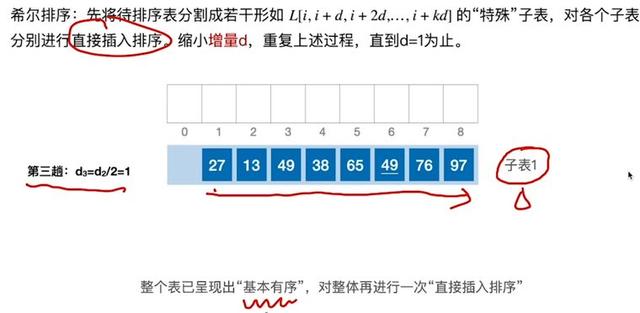 希尔排序：先将待排序表分割成若干形如 L[i, i + d, i + 2d,…, i + kd] 的“特殊”子表，对各个子表
分别进行直接插入排序。缩小增量d，重复上述过程，直到d=1为止。
0 1 2 3 4 5 6 7 8
第三趟：d₃=d₂/2=1 27 13 49 38 65 49 76 97 子表1
整个表已呈现出“基本有序”，对整体再进行一次“直接插入排序”